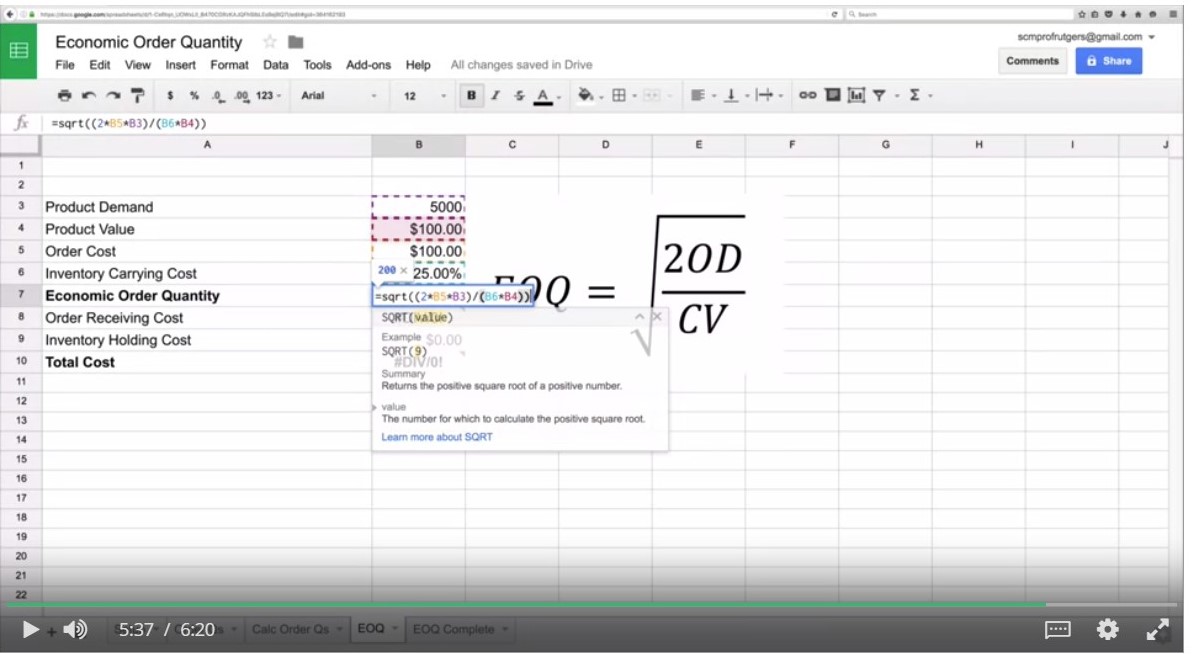 Search
Economic Order Quantity
scmprofrutgers@gmail.com
File Edit View Insert Format Data Tools Add-ons Help All changes saved in Drive
Comments
Share
$ % .0 .00 123 Arial 12 B I S A Σ
fx =sqrt((2*B5*B3)/(B6*B4))
A B C D E F G H I J
1
2
3 Product Demand 5000
4 Product Value $100.00
5 Order Cost $100.00
6 Inventory Carrying Cost 25.00%
200 ×
7 Economic Order Quantity =sqrt((2*B5*B3)/(B6*B4))
8 Order Receiving Cost
9 Inventory Holding Cost $0.00
10 Total Cost #DIV/0!
EOQ = √
2OD
CV
SQRT(value)
Example
SQRT(9)
Summary
Returns the positive square root of a positive number.
value
The number for which to calculate the positive square root.
Learn more about SQRT
11
12
13
14
15
16
17
18
19
20
21
22
5:37 / 6:20
Calc Order Qs EOQ EOQ Complete